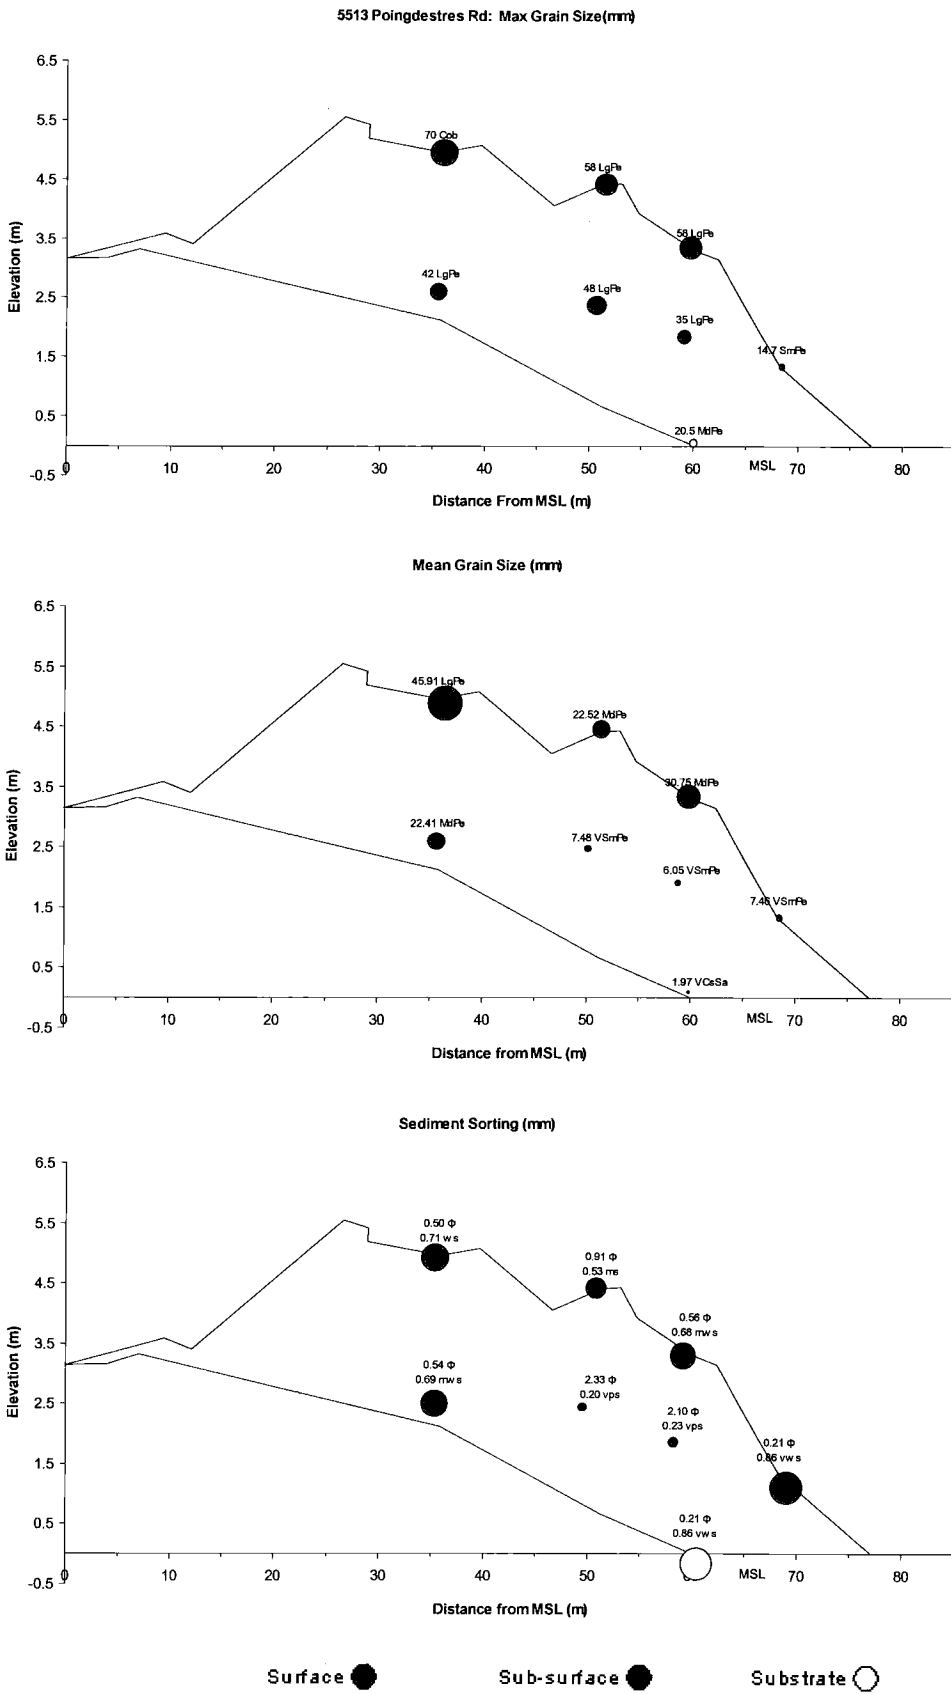 5513 Poingdestres Rd: Max Grain Size(mm)
6.5
5.5
70 Cob
58 LgPe
4.5
58 LgPe
3.5
42 LgPe
48 LgPe
2.5
35 LgPe
14.7 SmPe
1.5
20.5 MdPe
0.5
-0.5
0 10 20 30 40 50 60 MSL 70 80
Elevation (m)
Distance From MSL (m)
Mean Grain Size (mm)
6.5
5.5
45.91 LgPe
22.52 MdPe
4.5
30.75 MdPe
3.5
22.41 MdPe
7.48 VSmPe
2.5
6.05 VSmPe
7.46 VSmPe
1.5
1.97 VCsSa
0.5
-0.5
0 10 20 30 40 50 60 MSL 70 80
Elevation (m)
Distance from MSL (m)
Sediment Sorting (mm)
6.5
5.5
0.50 Φ
0.71 ws
0.91 Φ
0.53 ms
4.5
0.56 Φ
0.68 mws
3.5
0.54 Φ
0.69 mws
2.33 Φ
0.20 vps
2.5
2.10 Φ
0.23 vps
0.21 Φ
0.86 vws
1.5
0.21 Φ
0.86 vws
0.5
-0.5
0 10 20 30 40 50 MSL 70 80
Elevation (m)
Distance from MSL (m)
Surface Sub-surface Substrate